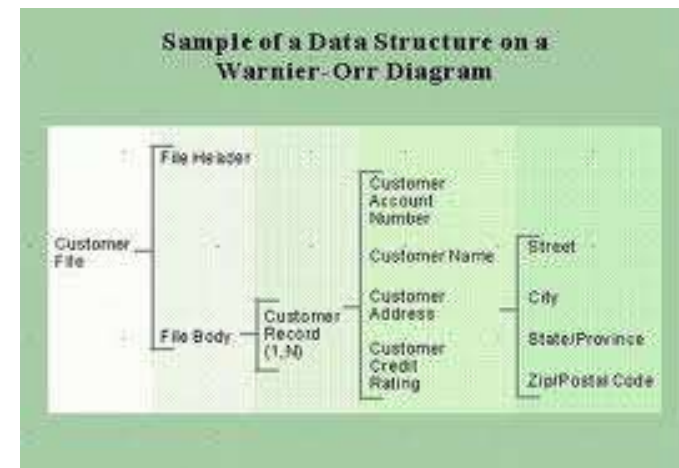 Sample of a Data Structure on a
Warnier-Orr Diagram
File Header
Customer
File
File Body
Customer
Record
(1,N)
Customer
Account
Number
Customer Name
Customer
Address
Customer
Credit
Rating
Street
City
State/Province
Zip/Postal Code